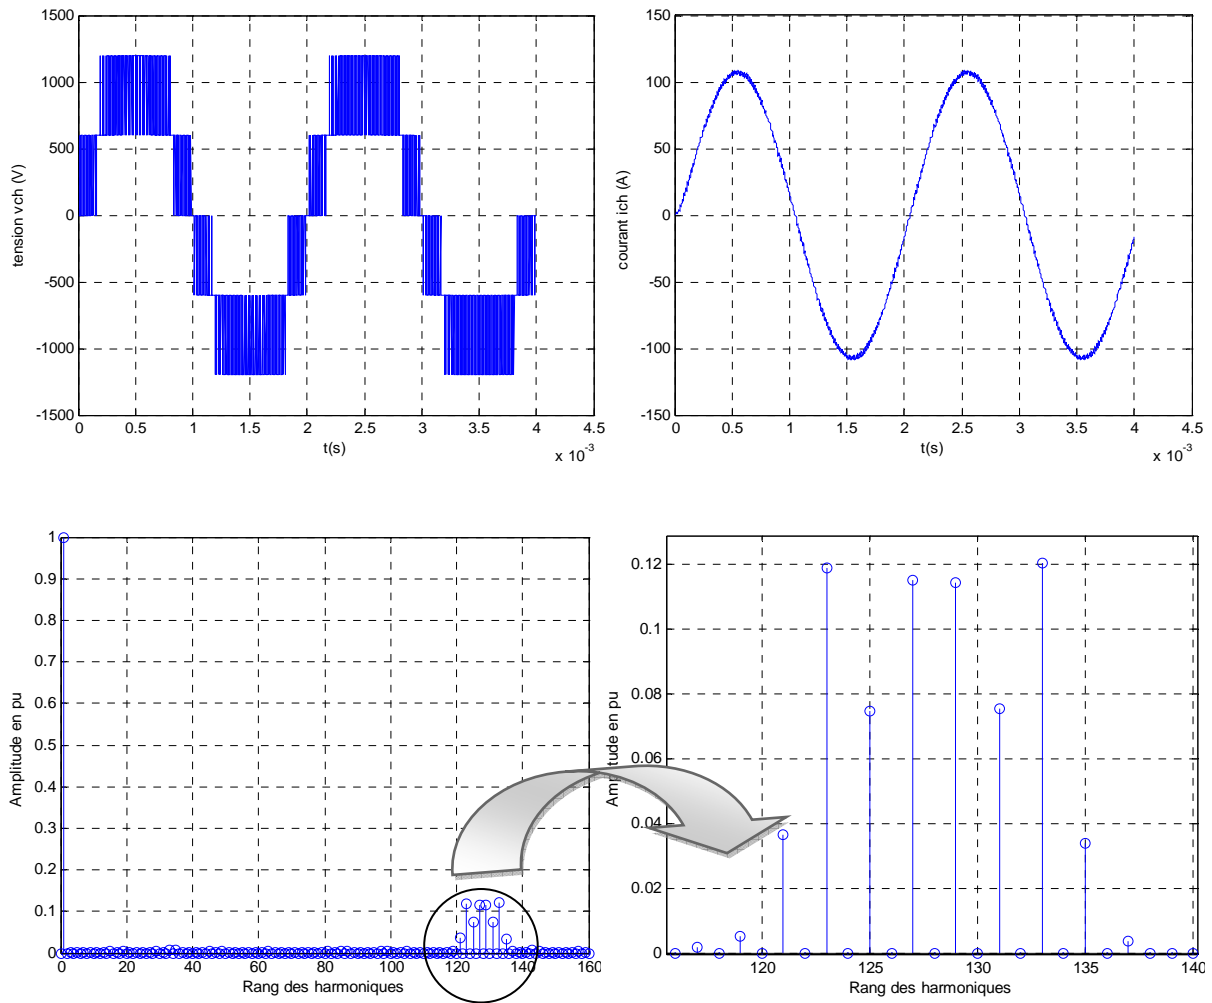 1500
1000
500
0
-500
-1000
-1500
tension vch (V)
0 0.5 1 1.5 2 2.5 3 3.5 4 4.5
t(s)
x 10-3
150
100
50
0
-50
-100
-150
courant ich (A)
0 0.5 1 1.5 2 2.5 3 3.5 4 4.5
t(s)
x 10-3
1
0.9
0.8
0.7
0.6
0.5
0.4
0.3
0.2
0.1
0
Amplitude en pu
0 20 40 60 80 100 120 140 160
Rang des harmoniques
0.12
0.1
0.08
0.06
0.04
0.02
0
Amplitude en pu
120 125 130 135 140
Rang des harmoniques